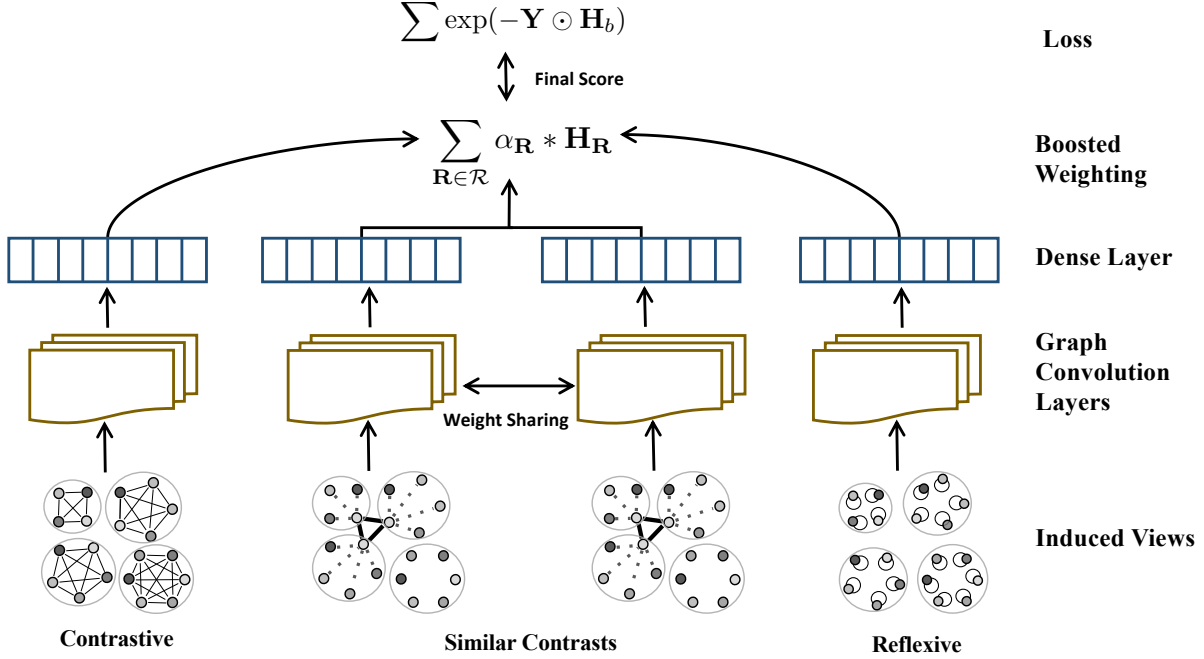 ∑ exp(−Y ⊙ H_b)
Loss
Final Score
∑_{R∈ℛ} α_R ∗ H_R
Boosted
Weighting
Dense Layer
Graph
Convolution
Layers
Weight Sharing
Induced Views
Contrastive
Similar Contrasts
Reflexive